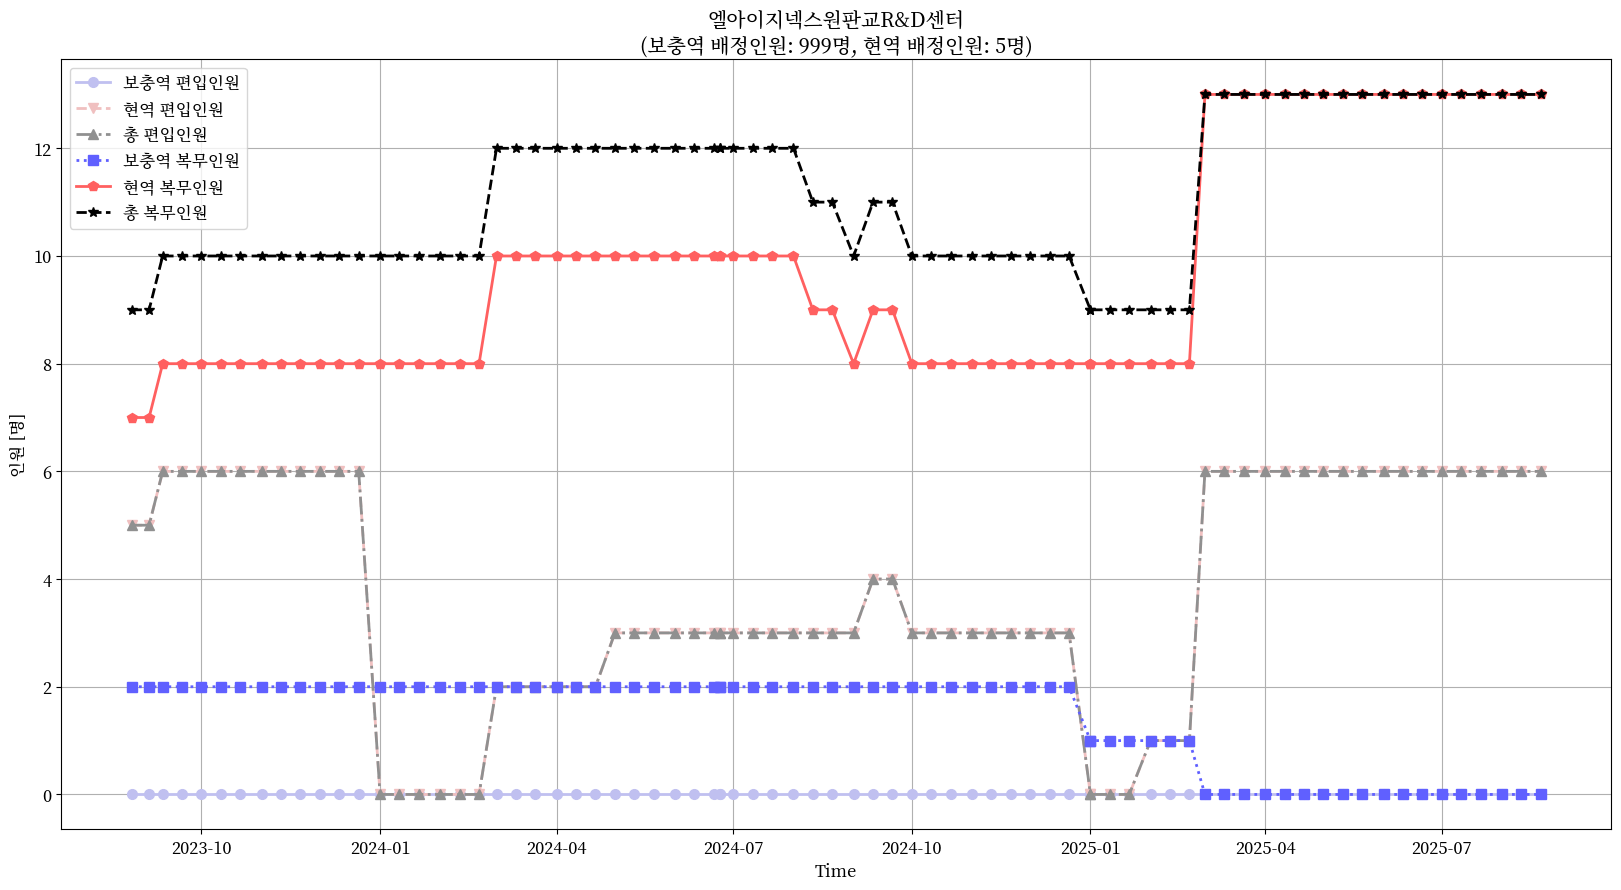 엘아이지넥스원판교R&D센터
(보충역 배정인원: 999명, 현역 배정인원: 5명)
보충역 편입인원
현역 편입인원
총 편입인원
보충역 복무인원
현역 복무인원
총 복무인원
인원 [명]
12
10
8
6
4
2
0
2023-10
2024-01
2024-04
2024-07
2024-10
2025-01
2025-04
2025-07
Time